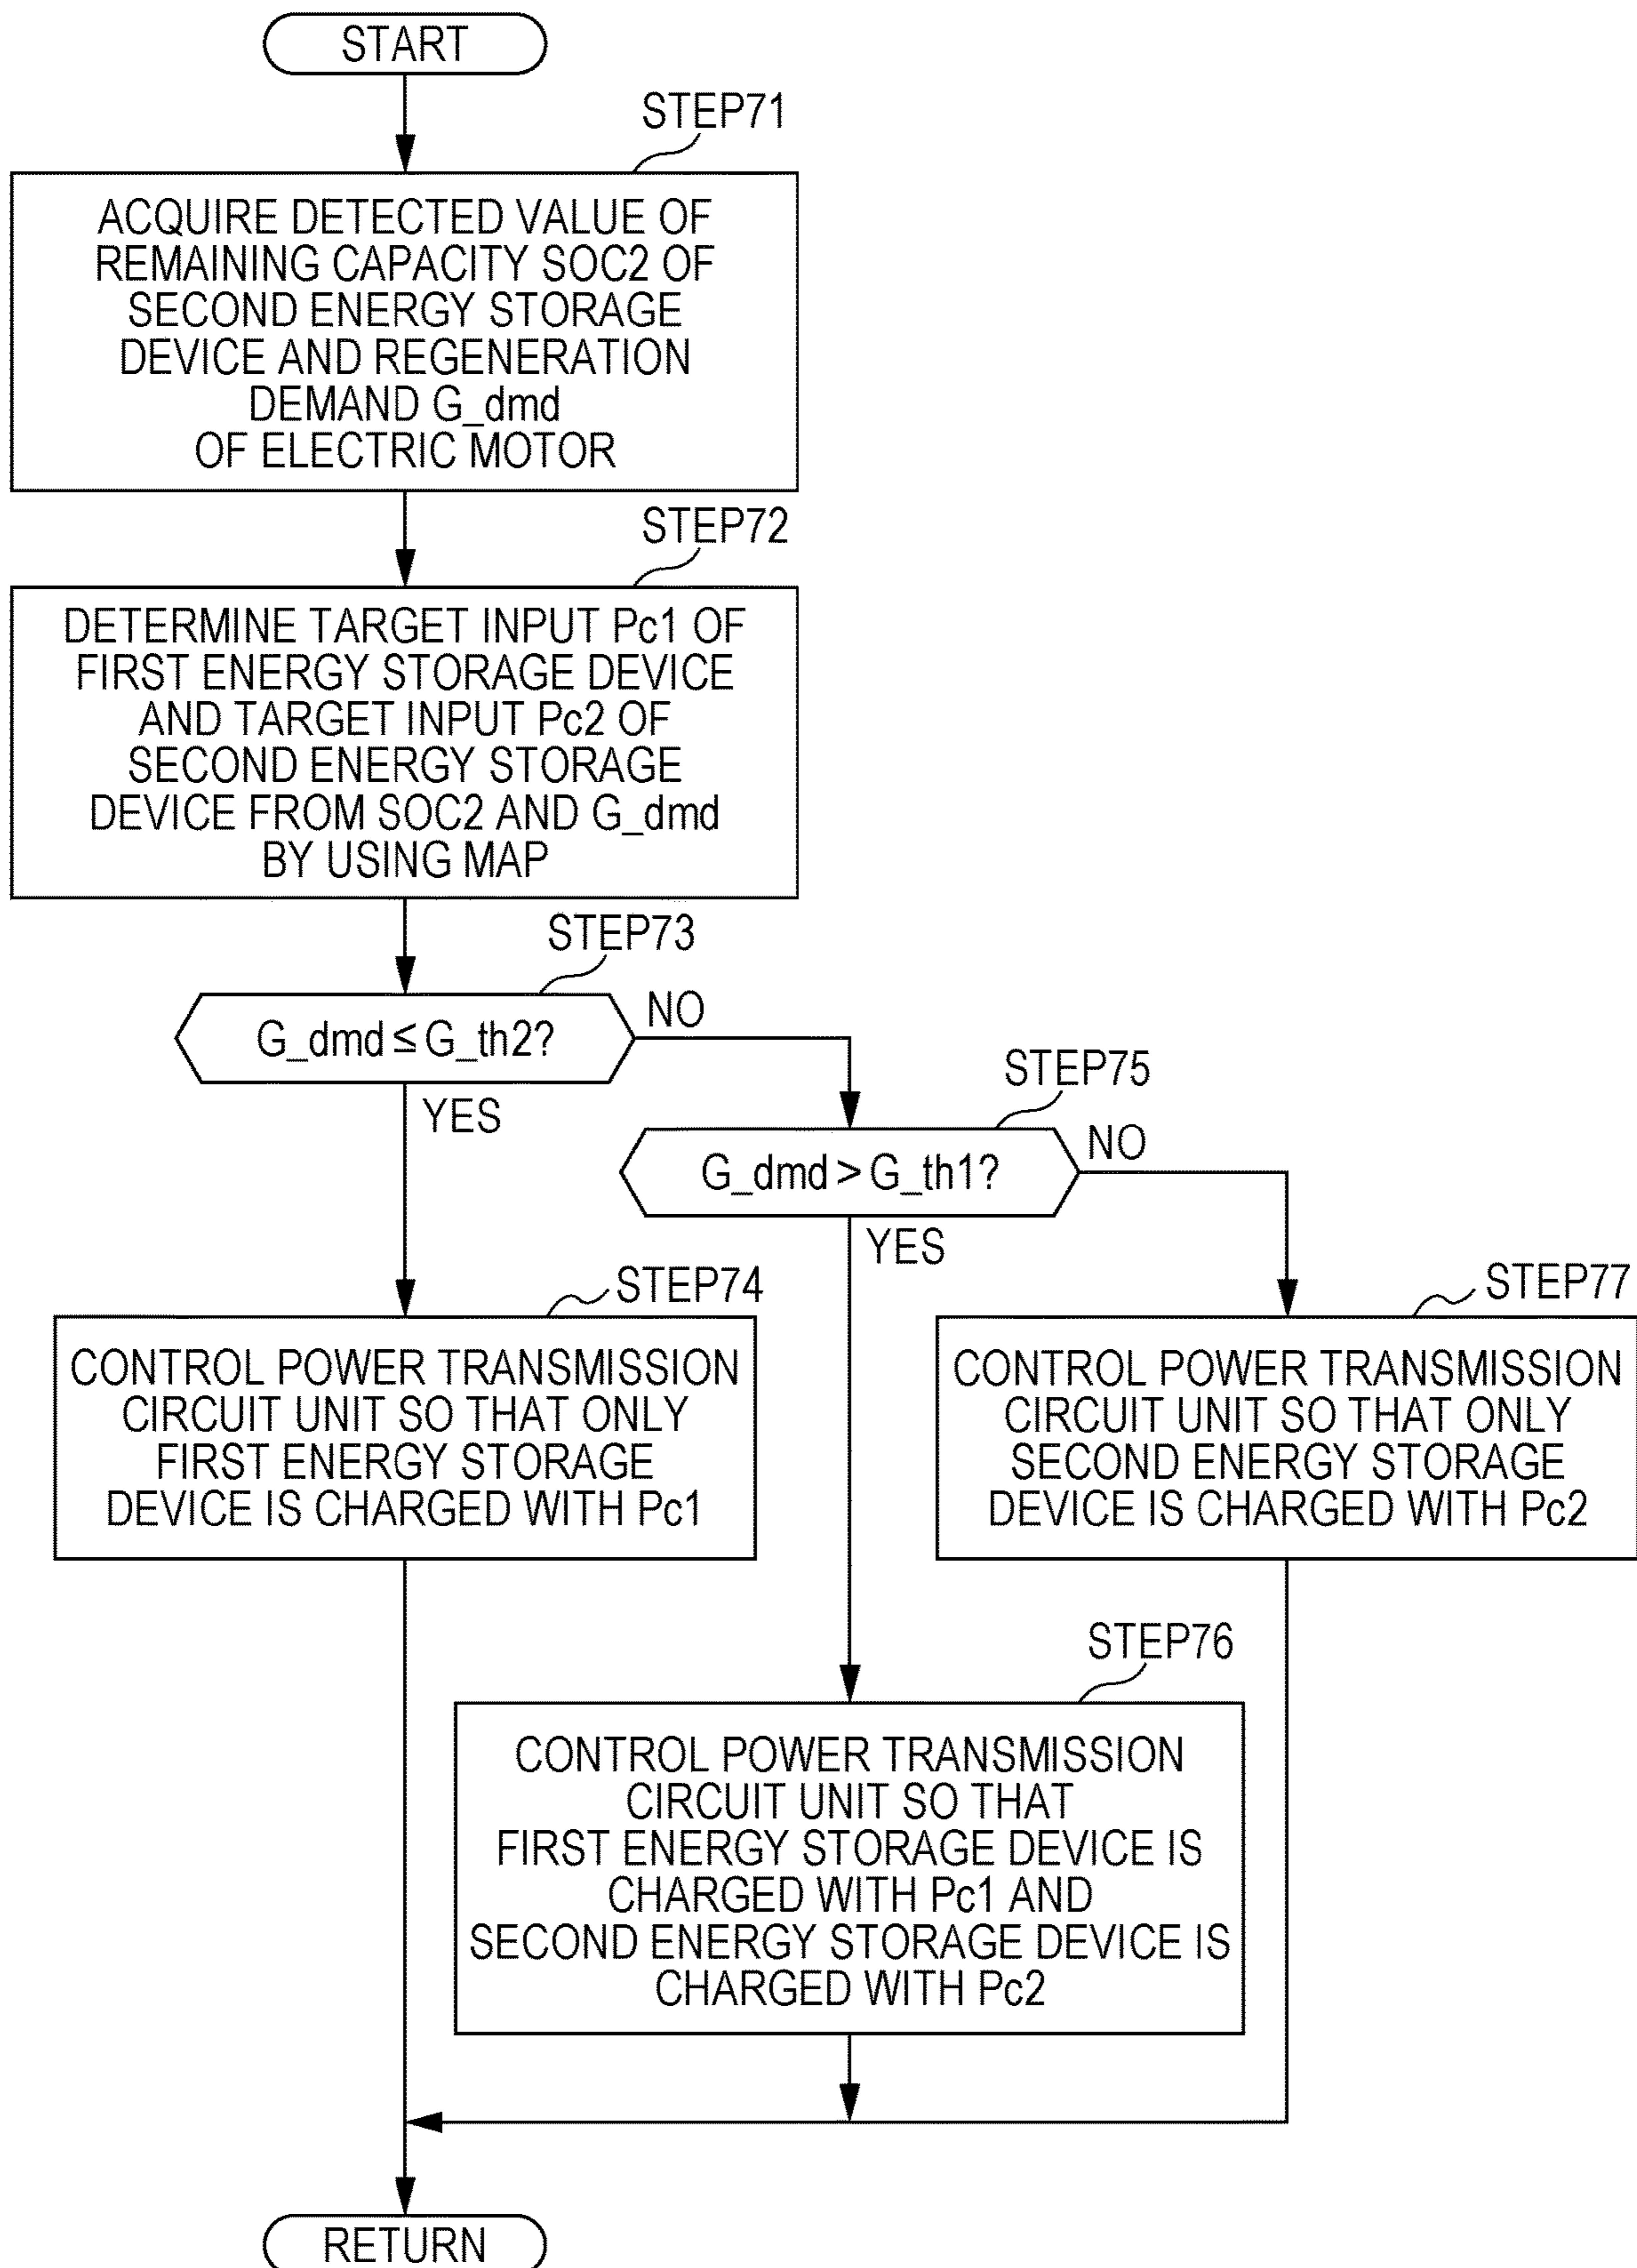 START
STEP71
ACQUIRE DETECTED VALUE OF
REMAINING CAPACITY SOC2 OF
SECOND ENERGY STORAGE
DEVICE AND REGENERATION
DEMAND G_dmd
OF ELECTRIC MOTOR
STEP72
DETERMINE TARGET INPUT Pc1 OF
FIRST ENERGY STORAGE DEVICE
AND TARGET INPUT Pc2 OF
SECOND ENERGY STORAGE
DEVICE FROM SOC2 AND G_dmd
BY USING MAP
STEP73
G_dmd ≤ G_th2?
NO
YES
STEP75
G_dmd > G_th1?
NO
YES
STEP74
CONTROL POWER TRANSMISSION
CIRCUIT UNIT SO THAT ONLY
FIRST ENERGY STORAGE
DEVICE IS CHARGED WITH Pc1
STEP77
CONTROL POWER TRANSMISSION
CIRCUIT UNIT SO THAT ONLY
SECOND ENERGY STORAGE
DEVICE IS CHARGED WITH Pc2
STEP76
CONTROL POWER TRANSMISSION
CIRCUIT UNIT SO THAT
FIRST ENERGY STORAGE DEVICE IS
CHARGED WITH Pc1 AND
SECOND ENERGY STORAGE DEVICE IS
CHARGED WITH Pc2
RETURN